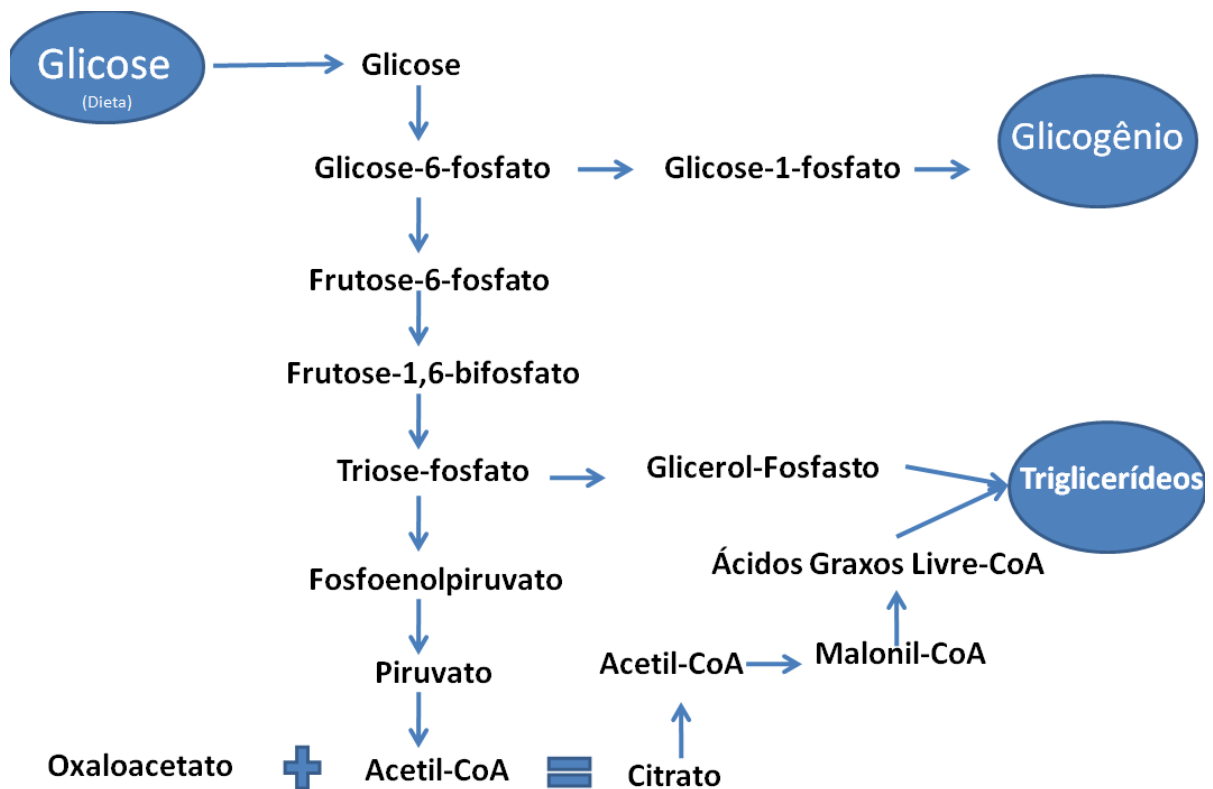 Glicose
(Dieta)
Glicose
Glicogênio
Glicose-6-fosfato
Glicose-1-fosfato
Frutose-6-fosfato
Frutose-1,6-bifosfato
Triose-fosfato
Glicerol-Fosfasto
Triglicerídeos
Ácidos Graxos Livre-CoA
Fosfoenolpiruvato
Piruvato
Acetil-CoA
Malonil-CoA
Oxaloacetato
Acetil-CoA
Citrato